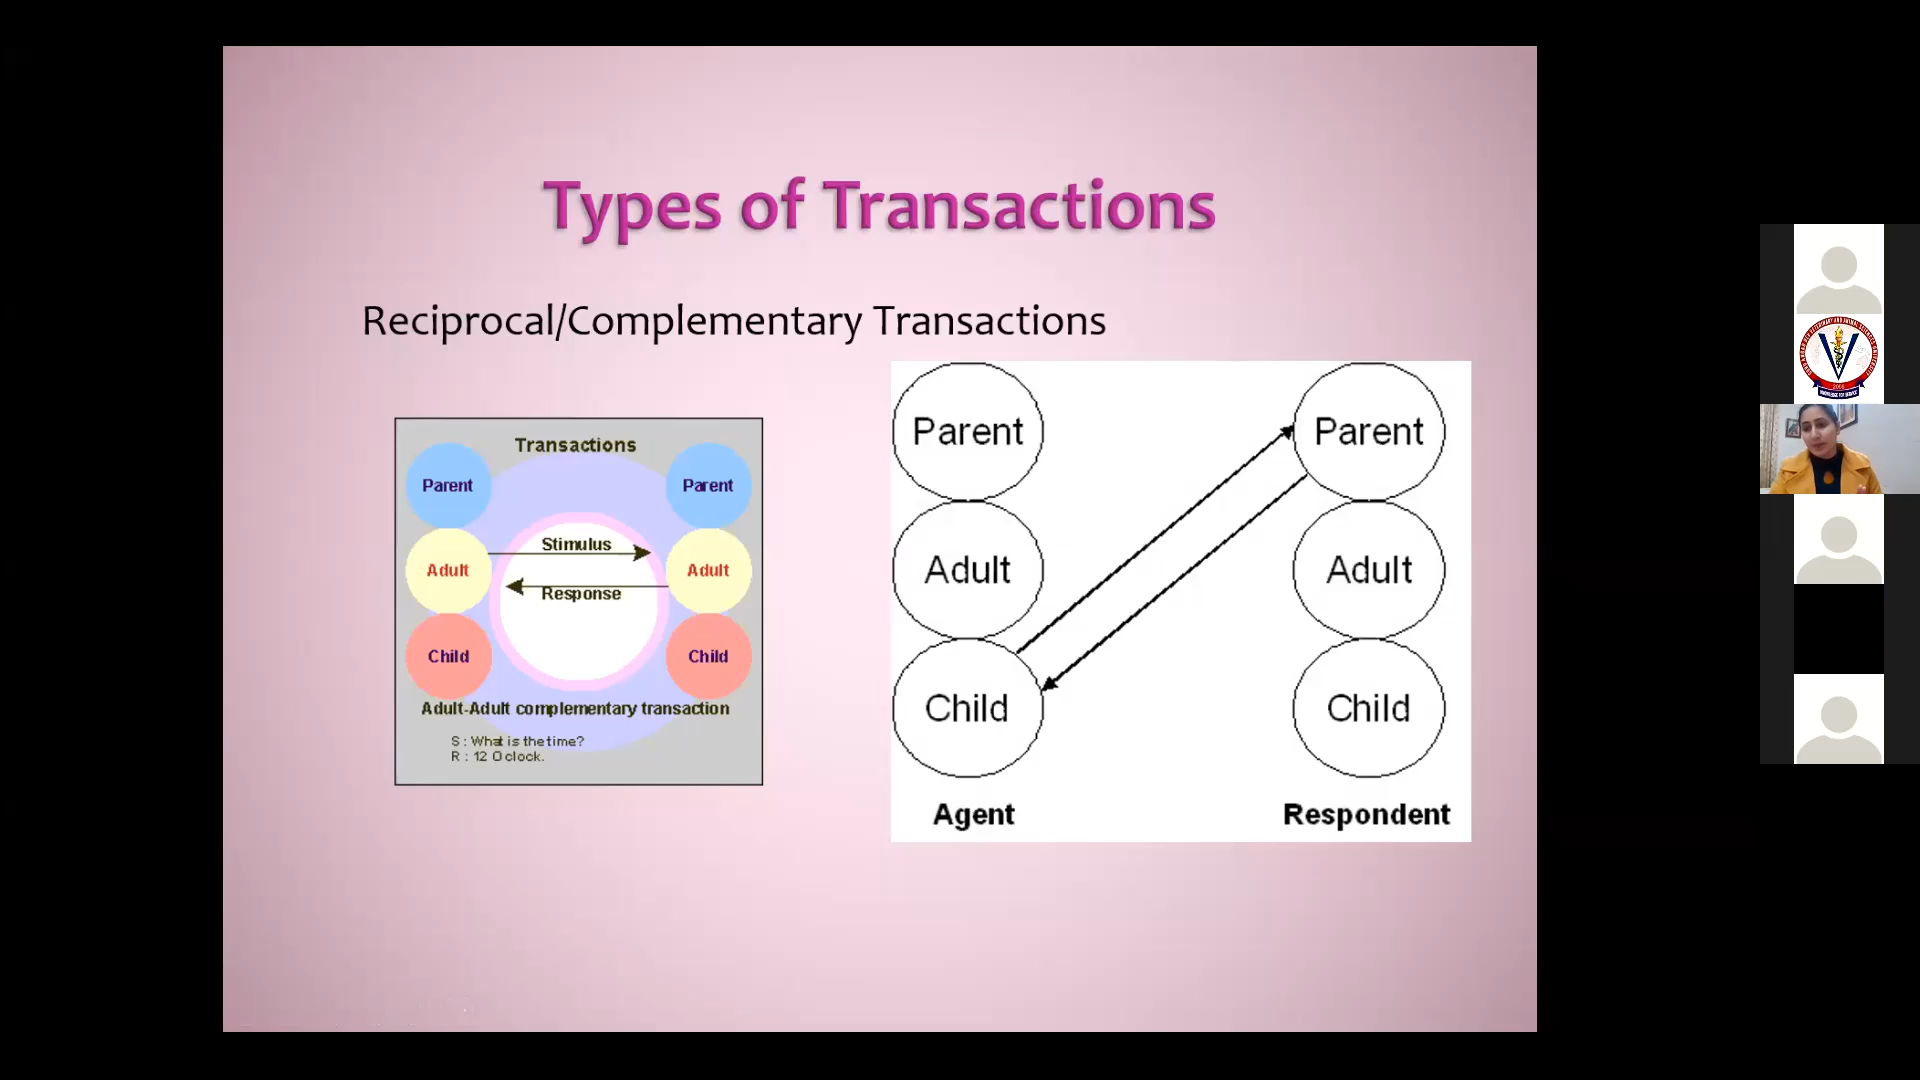 Types of Transactions
Reciprocal/Complementary Transactions
Transactions
Parent Parent
Stimulus
Adult Adult
Response
Child Child
Adult-Adult complementary transaction
S : What is the time?
R : 12 O clock.
Parent Parent
Adult Adult
Child Child
Agent Respondent